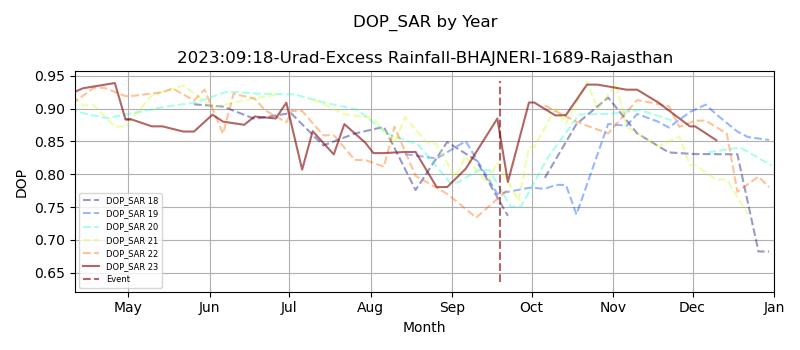 DOP_SAR by Year
2023:09:18-Urad-Excess Rainfall-BHAJNERI-1689-Rajasthan
0.95
0.90
0.85
0.80
0.75
0.70
0.65
DOP
DOP_SAR 18
DOP_SAR 19
DOP_SAR 20
DOP_SAR 21
DOP_SAR 22
DOP_SAR 23
Event
May Jun Jul Aug Sep Oct Nov Dec Jan
Month